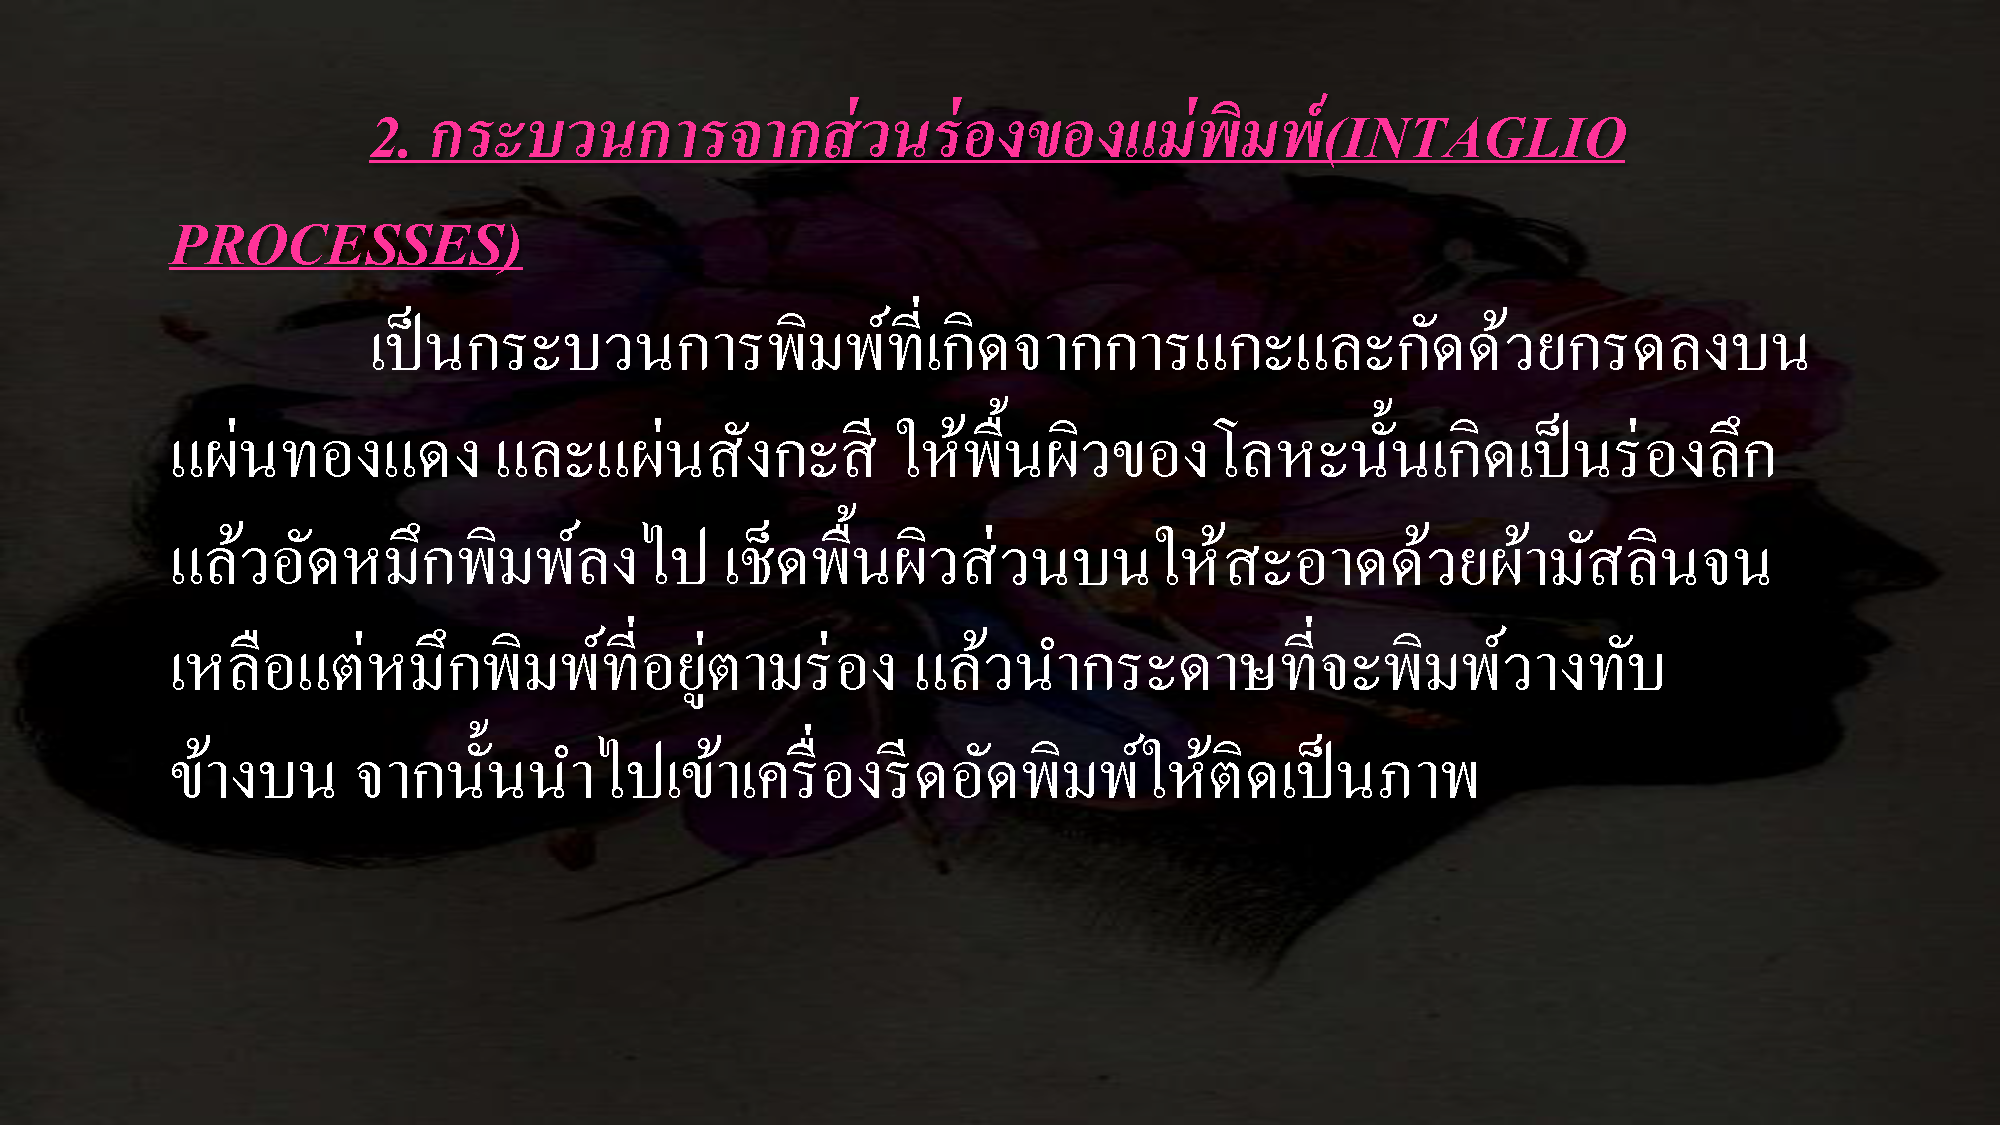 2. กระบวนการจากส่วนร่องของแม่พิมพ์(INTAGLIO
PROCESSES)
เป็นกระบวนการพิมพ์ที่เกิดจากการแกะและกัดด้วยกรดลงบน
แผ่นทองแดง และแผ่นสังกะสี ให้พื้นผิวของโลหะนั้นเกิดเป็นร่องลึก
แล้วอัดหมึกพิมพ์ลงไป เช็ดพื้นผิวส่วนบนให้สะอาดด้วยผ้ามัสลินจน
เหลือแต่หมึกพิมพ์ที่อยู่ตามร่อง แล้วนำกระดาษที่จะพิมพ์วางทับ
ข้างบน จากนั้นนำไปเข้าเครื่องรีดอัดพิมพ์ให้ติดเป็นภาพ